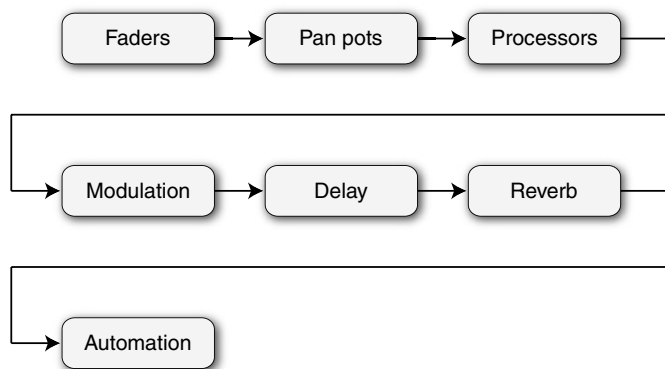 Faders
Pan pots
Processors
Modulation
Delay
Reverb
Automation